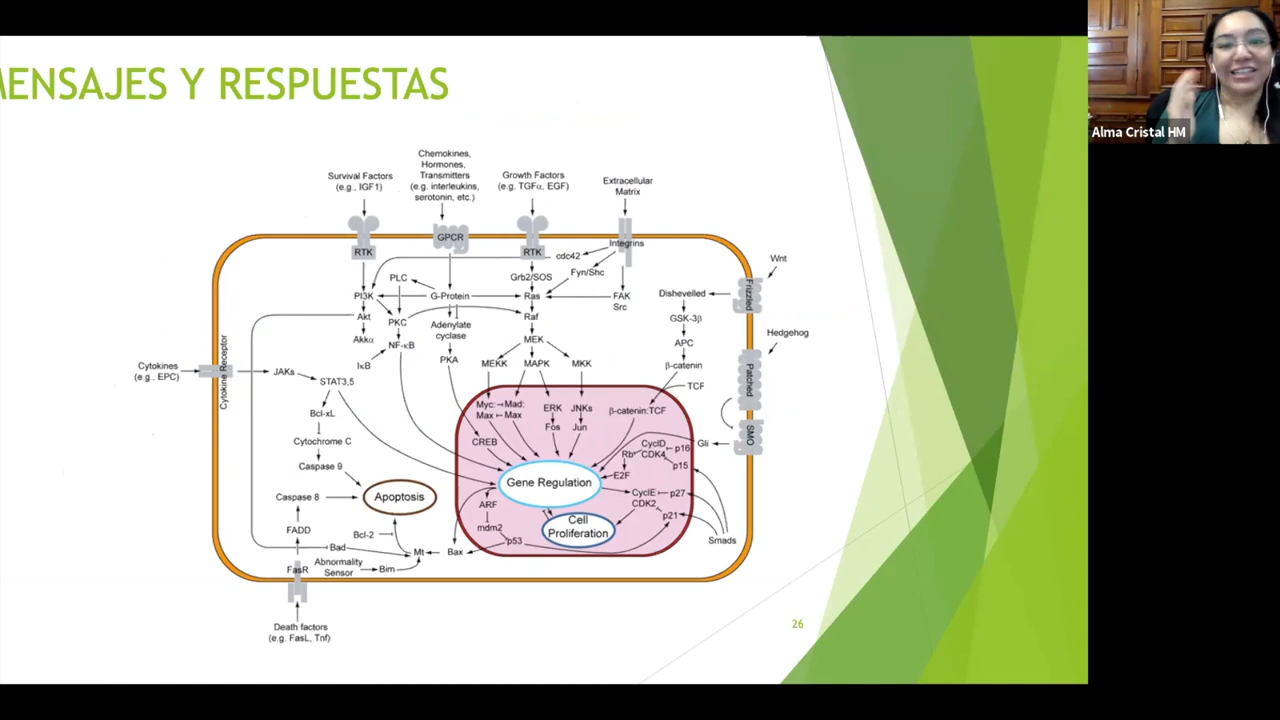 MENSAJES Y RESPUESTAS
Alma Cristal HM
Chemokines,
Hormones,
Transmitters
(e.g. interleukins,
serotonin, etc.)
Survival Factors
(e.g., IGF1)
Growth Factors
(e.g. TGFα, EGF)
Extracellular
Matrix
GPCR
Integrins
RTK
RTK
cdc42
Wnt
PLC
Grb2/SOS
Fyn/Shc
Frizzled
PI3K
G-Protein
Ras
FAK
Src
Dishevelled
Akt
PKC
Adenylate
cyclase
Raf
GSK-3β
Hedgehog
Akkα
NF-κB
MEK
APC
IκB
PKA
MEKK
MAPK
MKK
β-catenin
Cytokines
(e.g., EPC)
Cytokine Receptor
JAKs
STAT3,5
TCF
Patched
Myc:
Max
Mad:
Max
ERK
Fos
JNKs
Jun
β-catenin:TCF
Bcl-xL
Cytochrome C
CREB
CycID
CDK4
p16
p15
Rb
Gli
SMO
Caspase 9
E2F
Gene Regulation
Caspase 8
Apoptosis
CycIE
CDK2
p27
p21
ARF
FADD
Bcl-2
mdm2
Cell
Proliferation
p53
Smads
Bad
Mt
Bax
FasR
Abnormality
Sensor
Bim
Death factors
(e.g. FasL, Tnf)
26